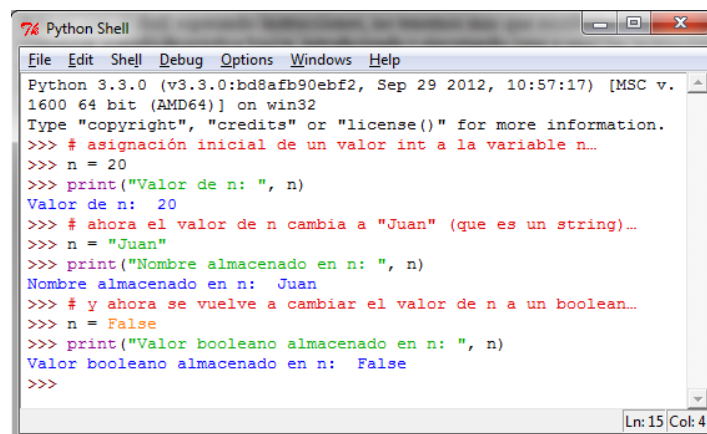 Python Shell
File Edit Shell Debug Options Windows Help
Python 3.3.0 (v3.3.0:bd8afb90ebf2, Sep 29 2012, 10:57:17) [MSC v.
1600 64 bit (AMD64)] on win32
Type "copyright", "credits" or "license()" for more information.
>>> # asignación inicial de un valor int a la variable n…
>>> n = 20
>>> print("Valor de n: ", n)
Valor de n:  20
>>> # ahora el valor de n cambia a "Juan" (que es un string)…
>>> n = "Juan"
>>> print("Nombre almacenado en n: ", n)
Nombre almacenado en n:  Juan
>>> # y ahora se vuelve a cambiar el valor de n a un boolean…
>>> n = False
>>> print("Valor booleano almacenado en n: ", n)
Valor booleano almacenado en n:  False
>>>
Ln: 15 Col: 4